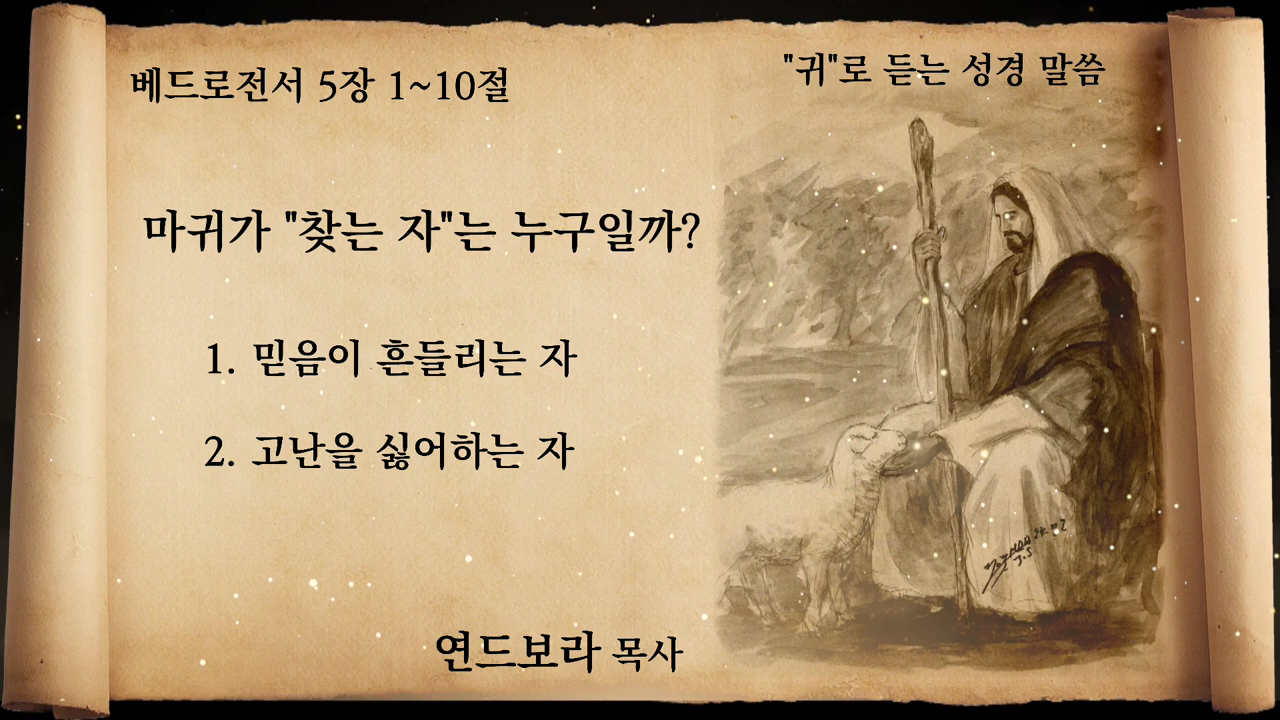 베드로전서 5장 1~10절
"귀"로 듣는 성경 말씀
마귀가 "찾는 자"는 누구일까?
1. 믿음이 흔들리는 자
2. 고난을 싫어하는 자
연드보라 목사